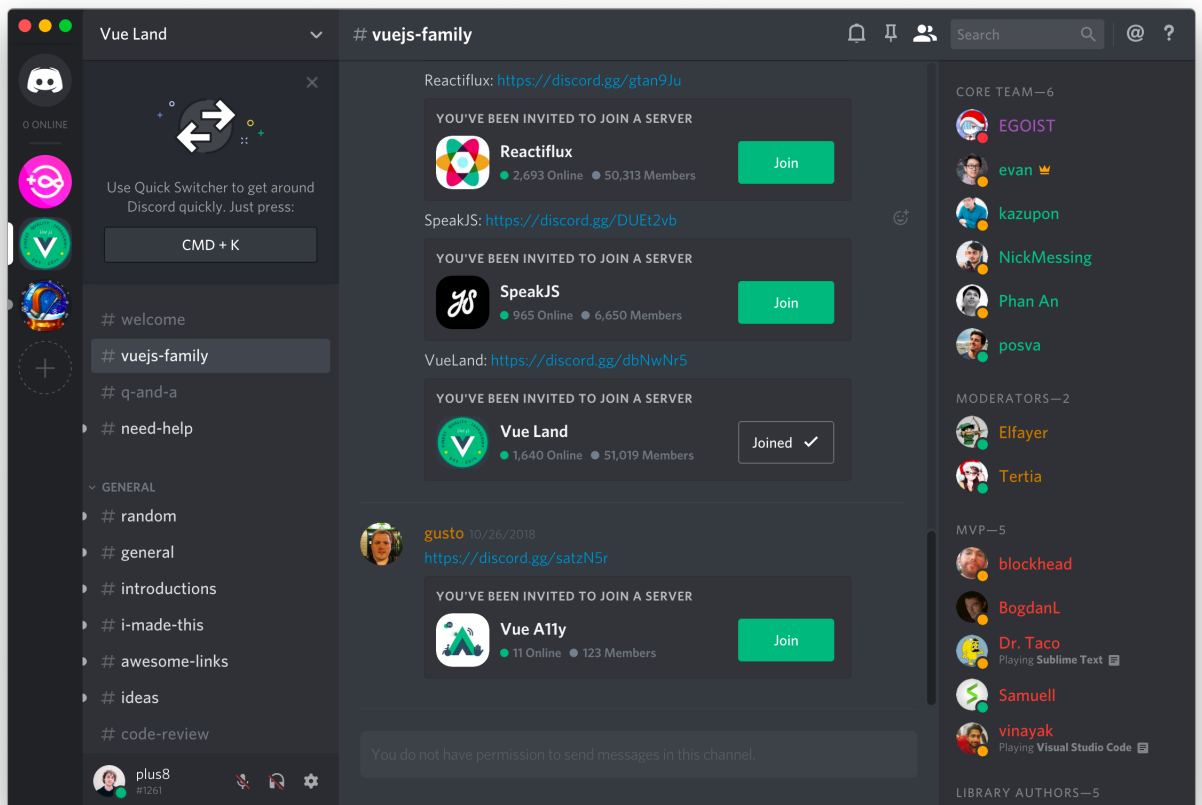 0 ONLINE
Vue Land
Use Quick Switcher to get around
Discord quickly. Just press:
CMD + K
# welcome
# vuejs-family
# q-and-a
# need-help
GENERAL
# random
# general
# introductions
# i-made-this
# awesome-links
# ideas
# code-review
plus8
#1261
# vuejs-family
Search
@ ?
Reactiflux: https://discord.gg/gtan9Ju
YOU'VE BEEN INVITED TO JOIN A SERVER
Reactiflux
2,693 Online 50,313 Members
Join
SpeakJS: https://discord.gg/DUEt2vb
YOU'VE BEEN INVITED TO JOIN A SERVER
SpeakJS
965 Online 6,650 Members
Join
VueLand: https://discord.gg/dbNwNr5
YOU'VE BEEN INVITED TO JOIN A SERVER
Vue Land
1,640 Online 51,019 Members
Joined
gusto 10/26/2018
https://discord.gg/satzN5r
YOU'VE BEEN INVITED TO JOIN A SERVER
Vue A11y
11 Online 123 Members
Join
You do not have permission to send messages in this channel.
CORE TEAM—6
EGOIST
evan
kazupon
NickMessing
Phan An
posva
MODERATORS—2
Elfayer
Tertia
MVP—5
blockhead
BogdanL
Dr. Taco
Playing Sublime Text
Samuell
vinayak
Playing Visual Studio Code
LIBRARY AUTHORS—5